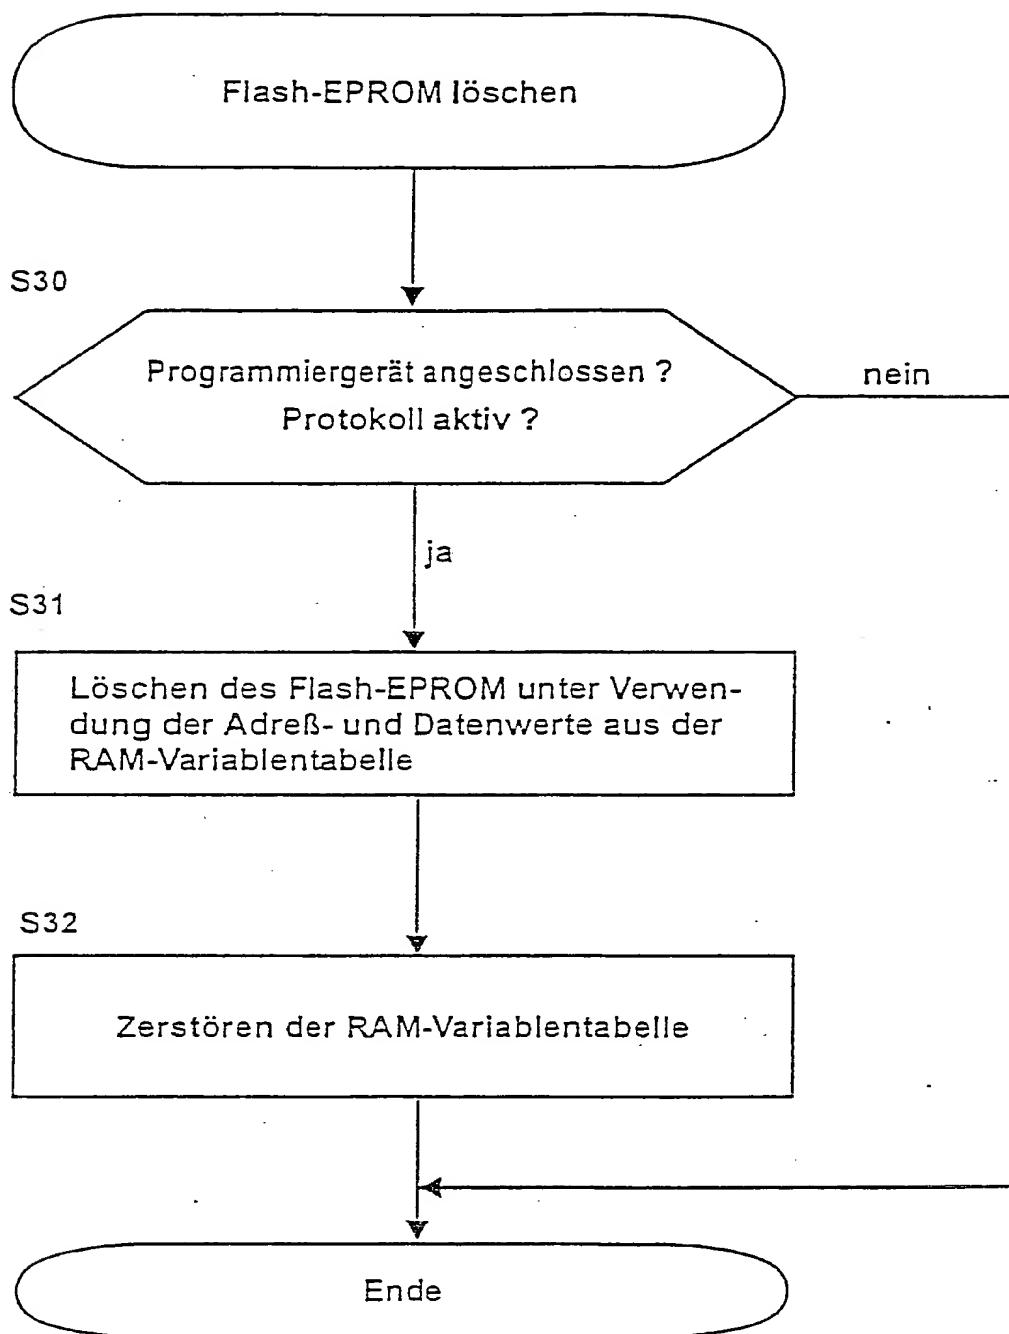 Flash-EPROM löschen
S30
Programmiergerät angeschlossen ?
Protokoll aktiv ?
nein
ja
S31
Löschen des Flash-EPROM unter Verwen-
dung der Adreß- und Datenwerte aus der
RAM-Variablentabelle
S32
Zerstören der RAM-Variablentabelle
Ende